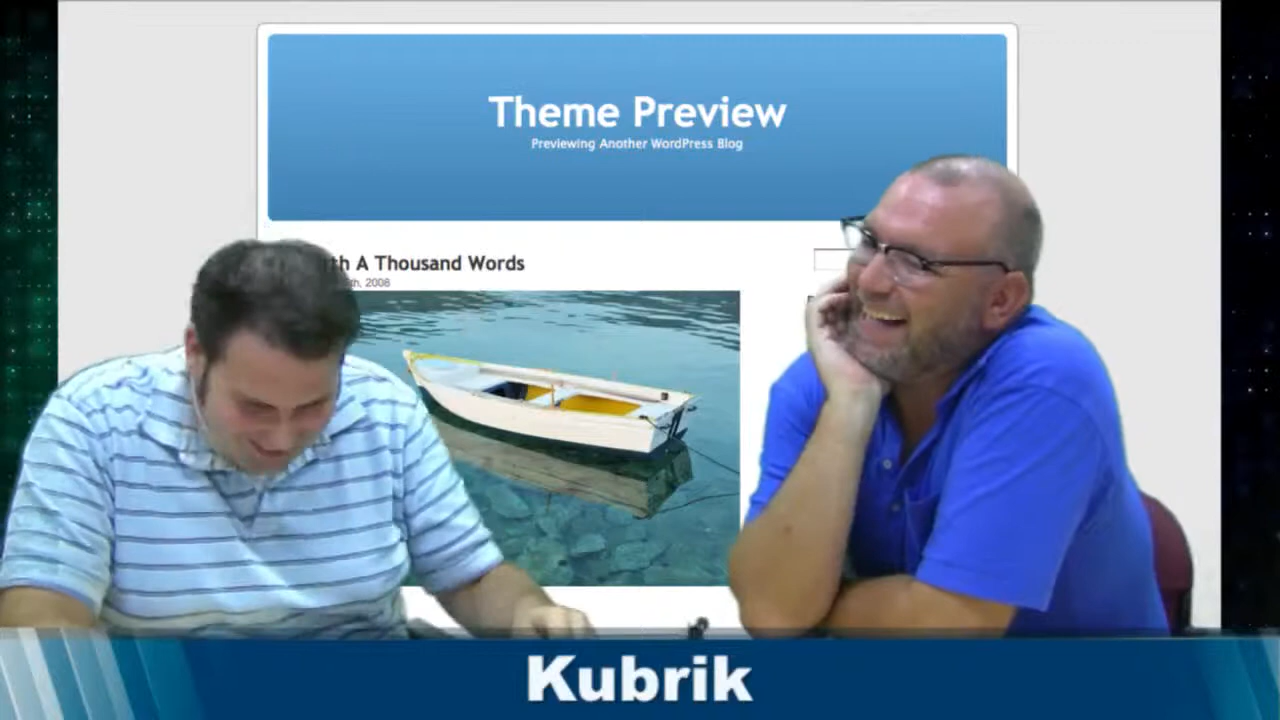 Theme Preview
Previewing Another WordPress Blog
th A Thousand Words
th, 2008
Kubrik